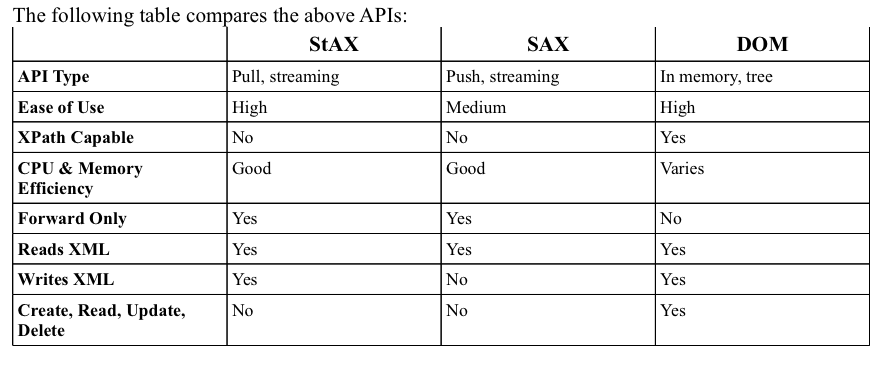 The following table compares the above APIs:
StAX SAX DOM
API Type Pull, streaming Push, streaming In memory, tree
Ease of Use High Medium High
XPath Capable No No Yes
CPU & Memory Good Good Varies
Efficiency
Forward Only Yes Yes No
Reads XML Yes Yes Yes
Writes XML Yes No Yes
Create, Read, Update, No No Yes
Delete